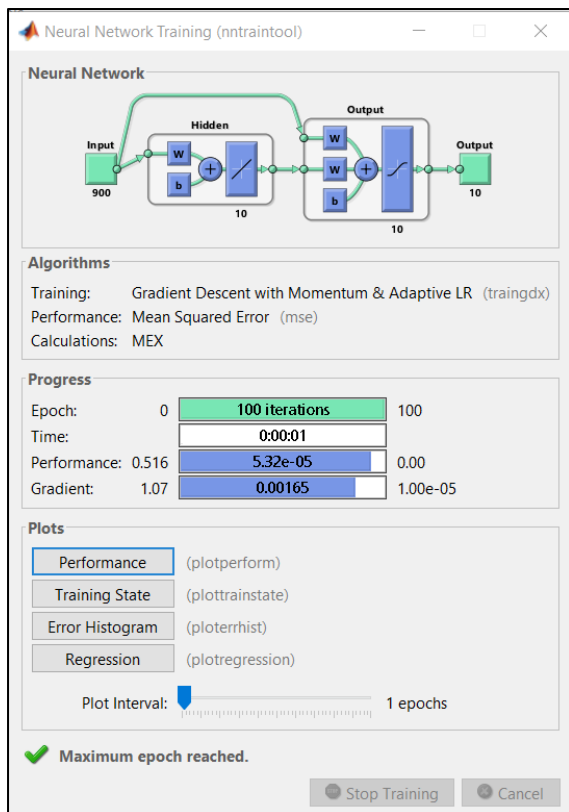 Neural Network Training (nntraintool)
Neural Network
Hidden
Output
Input
W
W
W
b
b
Output
900
10
10
10
Algorithms
Training: Gradient Descent with Momentum & Adaptive LR (traingdx)
Performance: Mean Squared Error (mse)
Calculations: MEX
Progress
Epoch: 0 100 iterations 100
Time: 0:00:01
Performance: 0.516 5.32e-05 0.00
Gradient: 1.07 0.00165 1.00e-05
Plots
Performance (plotperform)
Training State (plottrainstate)
Error Histogram (ploterrhist)
Regression (plotregression)
Plot Interval: 1 epochs
Maximum epoch reached.
Stop Training Cancel